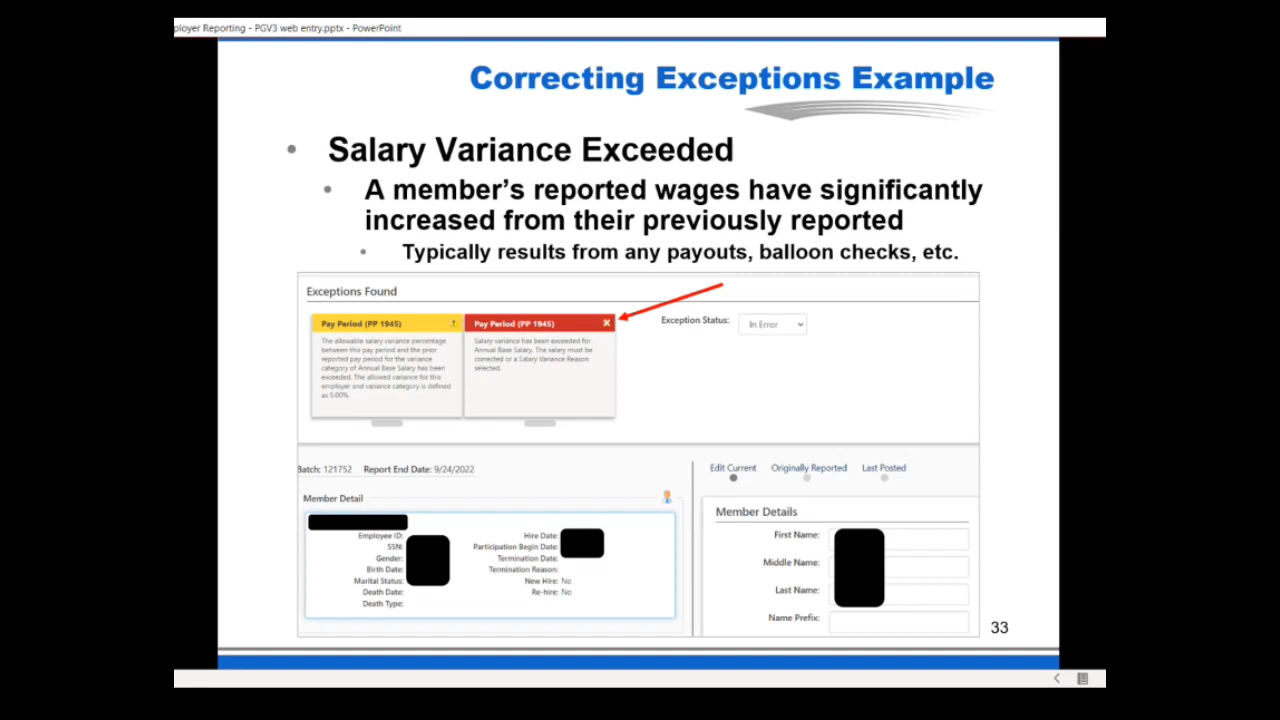 ployer Reporting - PGV3 web entry.pptx - PowerPoint
Correcting Exceptions Example
• Salary Variance Exceeded
• A member’s reported wages have significantly
increased from their previously reported
• Typically results from any payouts, balloon checks, etc.
Exceptions Found
Pay Period (PP 1945)
The allowable salary variance percentage
between this pay period and the prior
reported pay period for the variance
category of Annual Base Salary has been
exceeded. The allowed variance for this
employer and variance category is defined
as 5.00%.
Pay Period (PP 1945)
Salary variance has been exceeded for
Annual Base Salary. The salary must be
corrected or a Salary Variance Reason
selected.
Exception Status: In Error
Batch: 121752 Report End Date: 9/24/2022
Member Detail
Employee ID:
SSN:
Gender:
Birth Date:
Marital Status:
Death Date:
Death Type:
Hire Date:
Participation Begin Date:
Termination Date:
Termination Reason:
New Hire: No
Re-hire: No
Edit Current Originally Reported Last Posted
Member Details
First Name:
Middle Name:
Last Name:
Name Prefix:
33